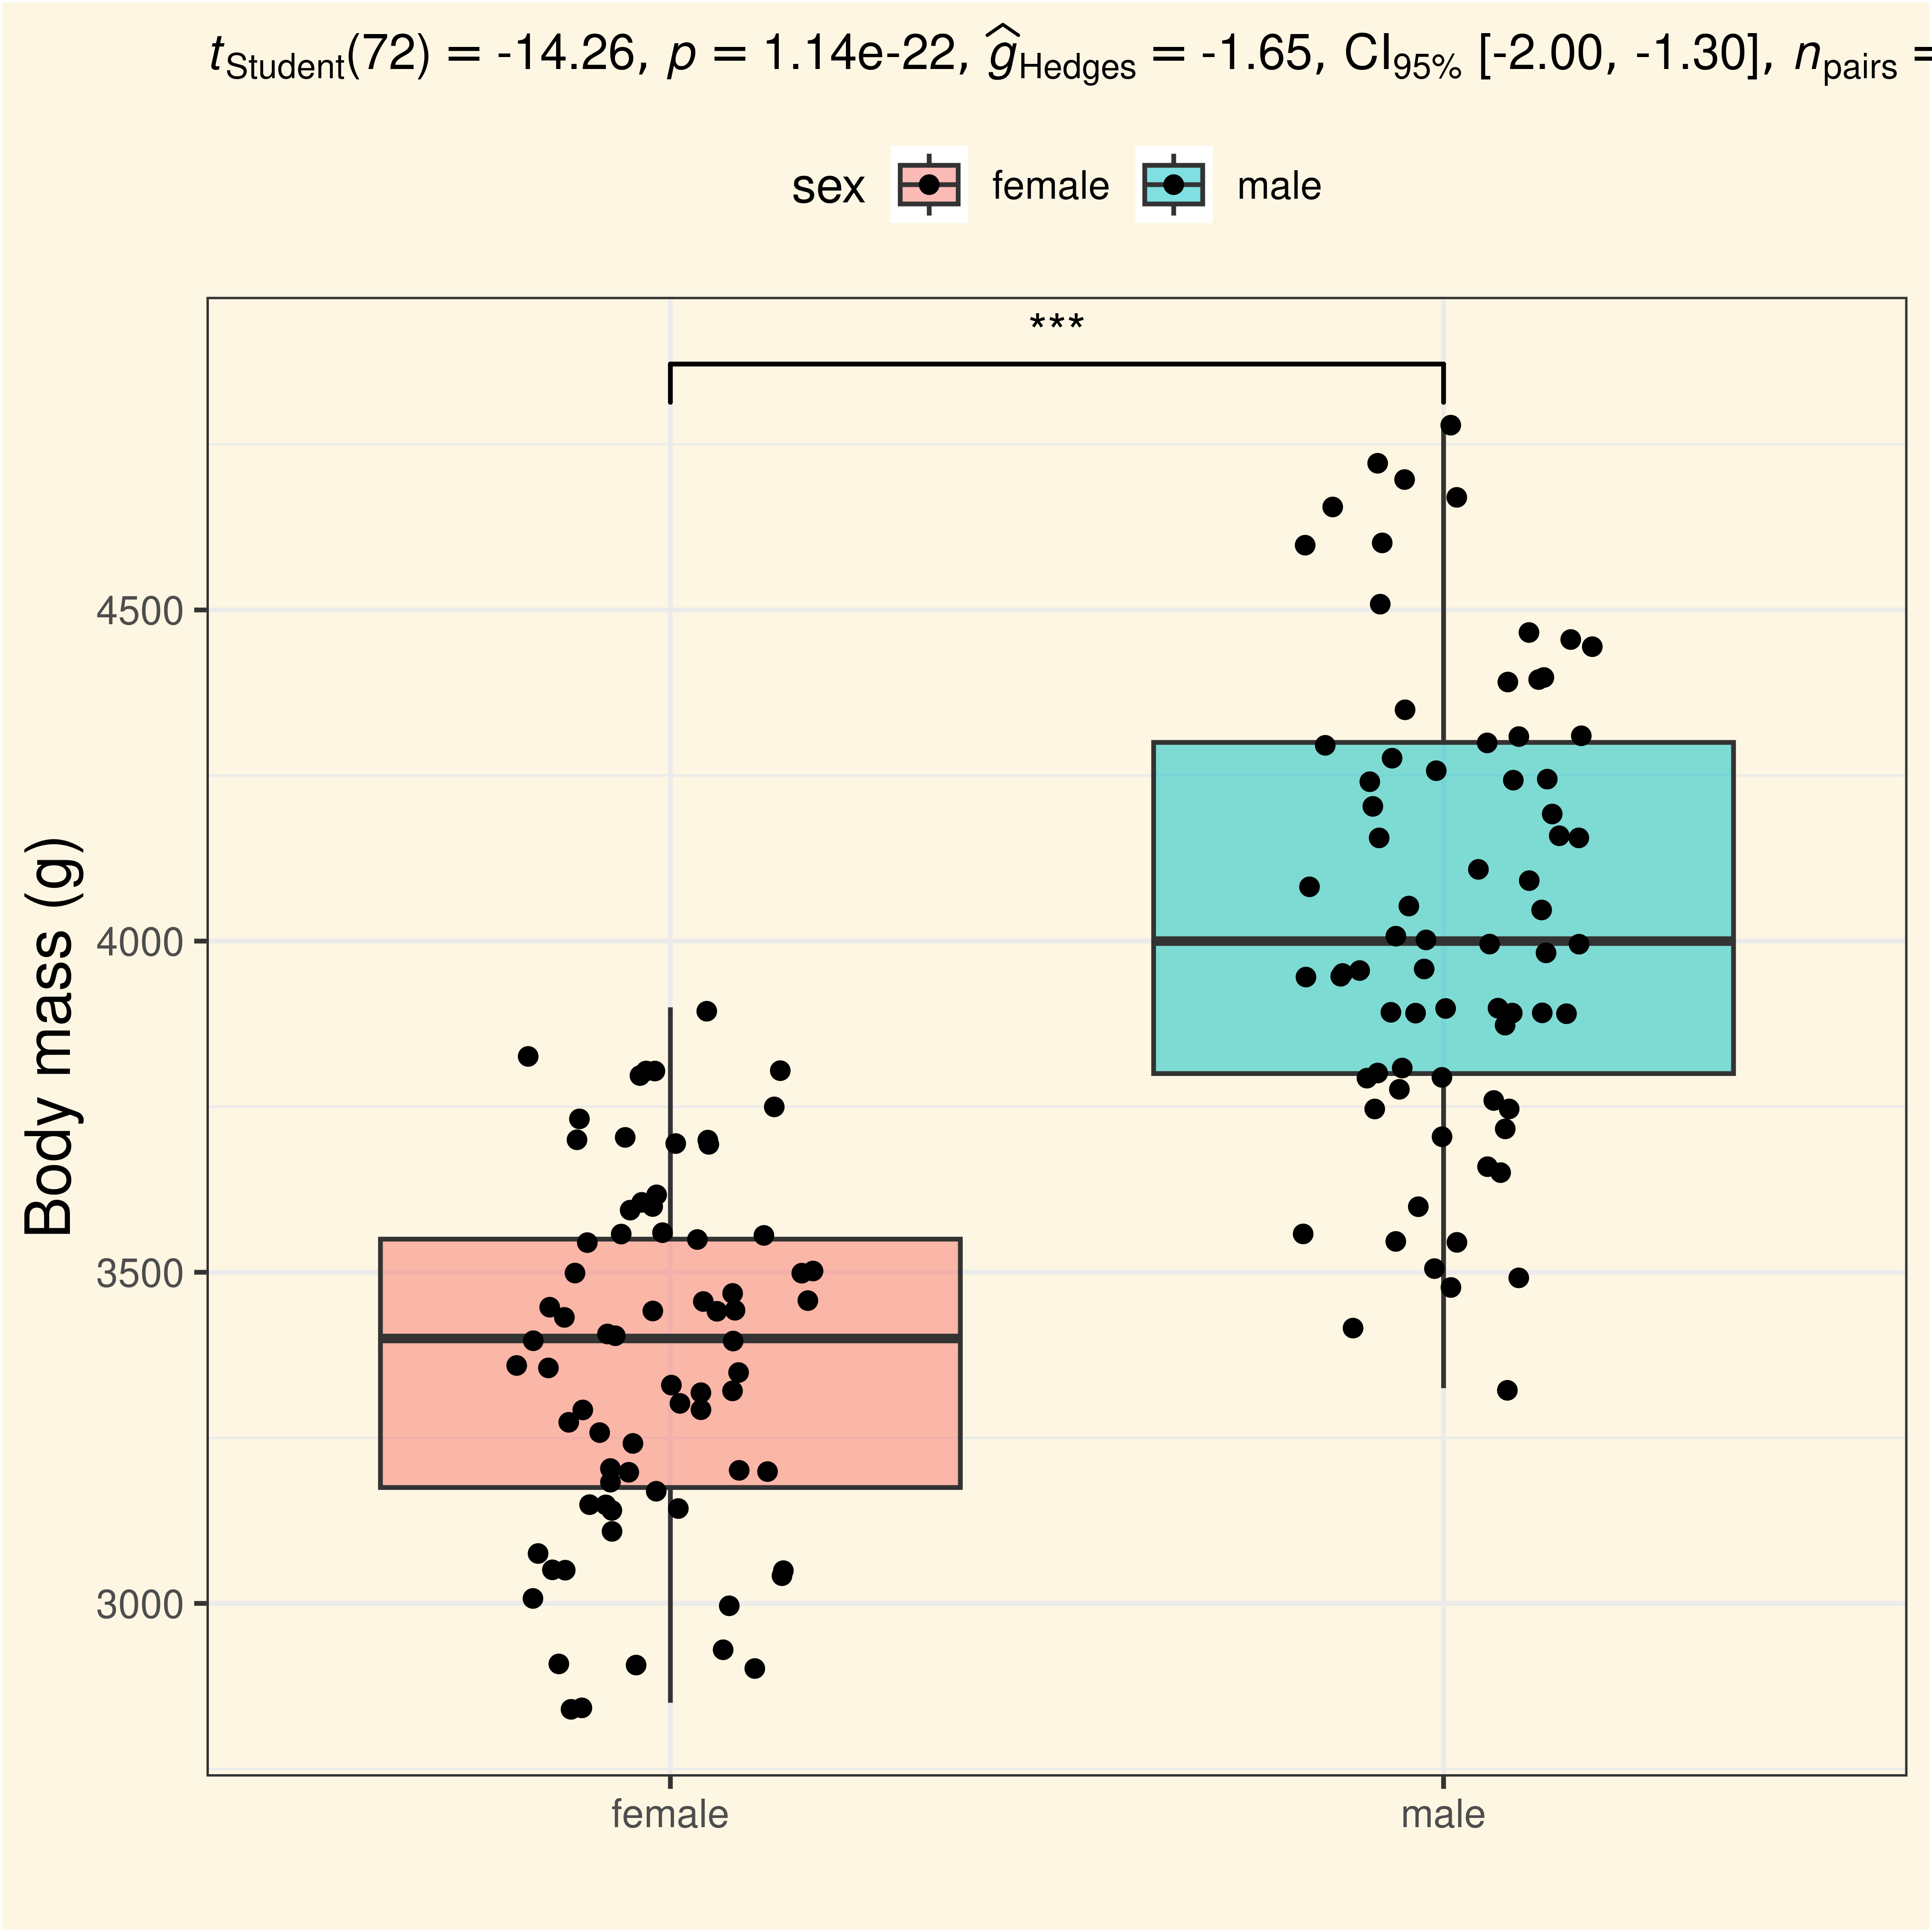 tStudent(72) = -14.26, p = 1.14e-22, ĝHedges = -1.65, CI95% [-2.00, -1.30], npairs =
sex female male
***
4500
4000
3500
3000
Body mass (g)
female male